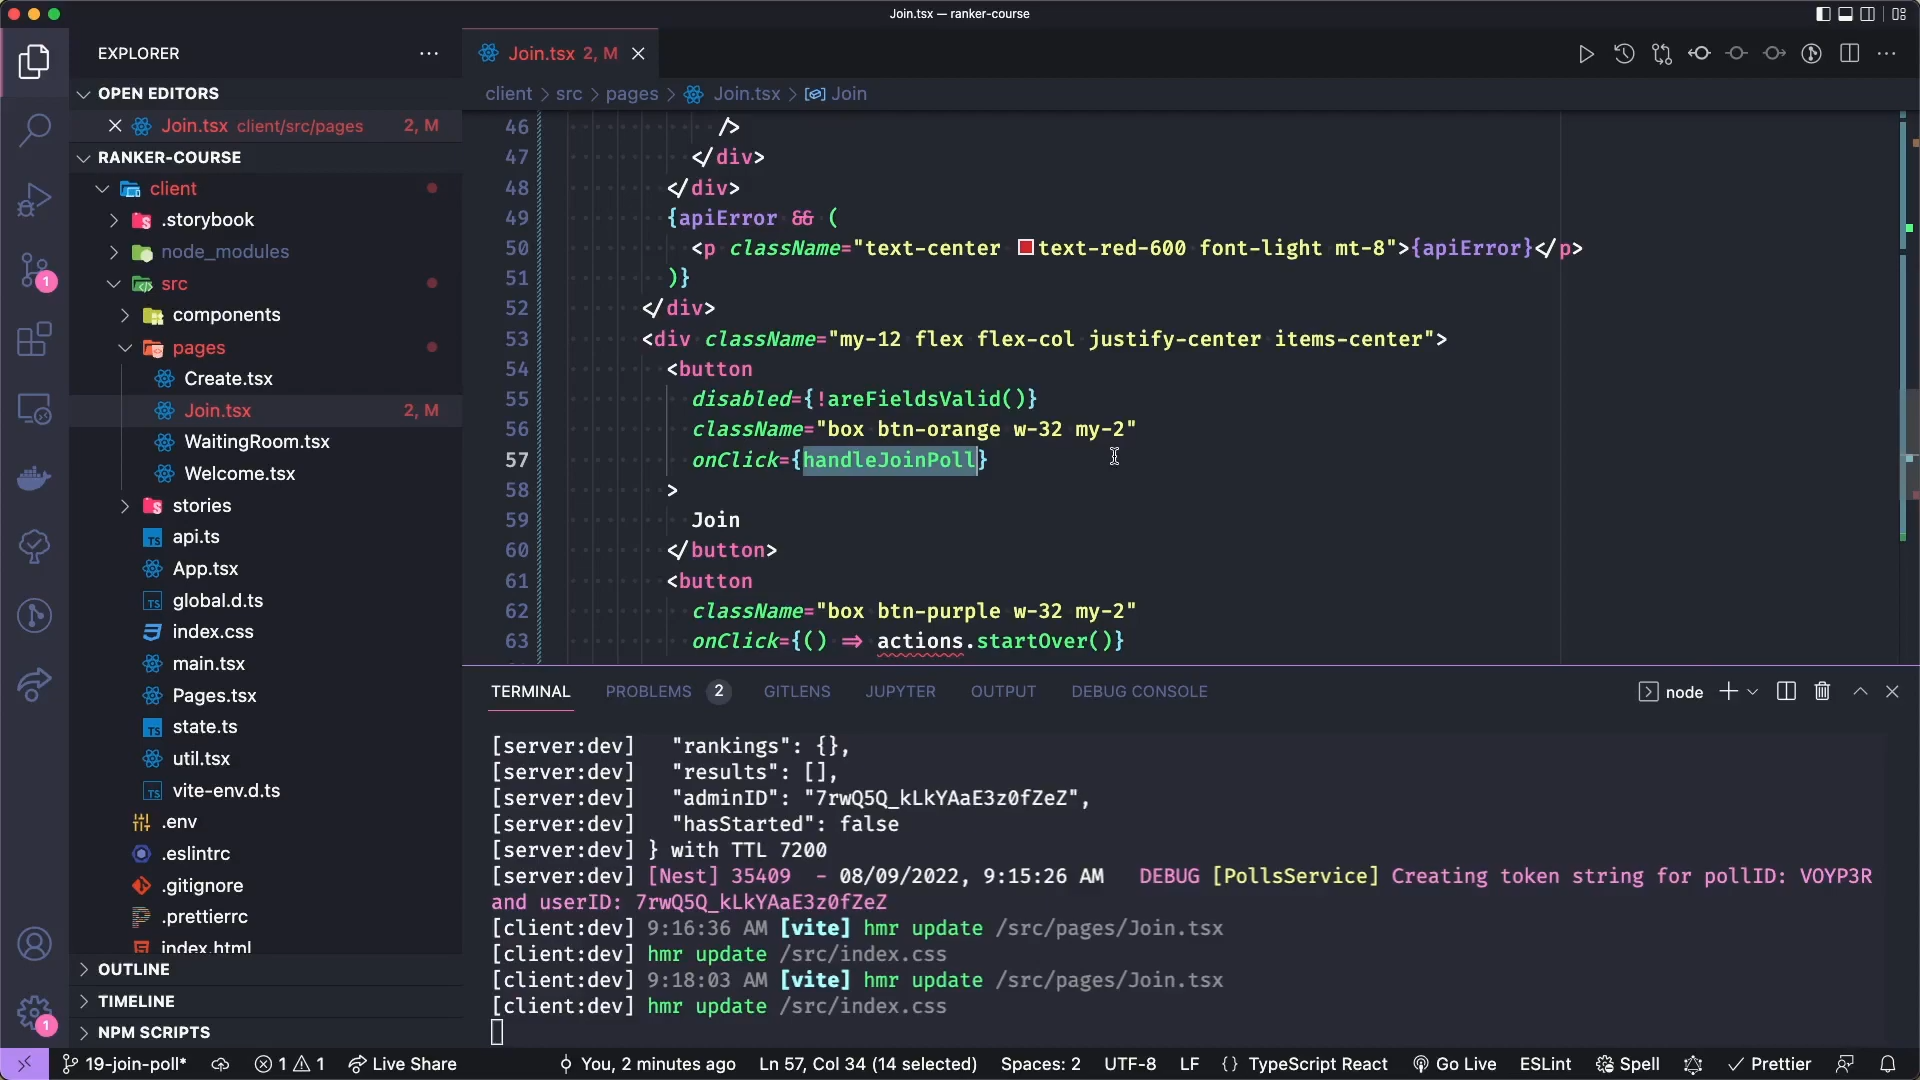 Join.tsx — ranker-course
EXPLORER
OPEN EDITORS
Join.tsx client/src/pages 2, M
RANKER-COURSE
client
.storybook
node_modules
src
components
pages
Create.tsx
Join.tsx 2, M
WaitingRoom.tsx
Welcome.tsx
stories
api.ts
App.tsx
global.d.ts
index.css
main.tsx
Pages.tsx
state.ts
util.tsx
vite-env.d.ts
.env
.eslintrc
.gitignore
.prettierrc
index.html
OUTLINE
TIMELINE
NPM SCRIPTS
1
1
Join.tsx 2, M
client > src > pages > Join.tsx > Join
46 />
47 </div>
48 </div>
49 {apiError && (
50 <p className="text-center text-red-600 font-light mt-8">{apiError}</p>
51 )}
52 </div>
53 <div className="my-12 flex flex-col justify-center items-center">
54 <button
55 disabled={!areFieldsValid()}
56 className="box btn-orange w-32 my-2"
57 onClick={handleJoinPoll}
58 >
59 Join
60 </button>
61 <button
62 className="box btn-purple w-32 my-2"
63 onClick={() => actions.startOver()}
TERMINAL PROBLEMS 2 GITLENS JUPYTER OUTPUT DEBUG CONSOLE node
[server:dev] "rankings": {},
[server:dev] "results": [],
[server:dev] "adminID": "7rwQ5Q_kLkYAaE3z0fZeZ",
[server:dev] "hasStarted": false
[server:dev] } with TTL 7200
[server:dev] [Nest] 35409 - 08/09/2022, 9:15:26 AM DEBUG [PollsService] Creating token string for pollID: VOYP3R
and userID: 7rwQ5Q_kLkYAaE3z0fZeZ
[client:dev] 9:16:36 AM [vite] hmr update /src/pages/Join.tsx
[client:dev] hmr update /src/index.css
[client:dev] 9:18:03 AM [vite] hmr update /src/pages/Join.tsx
[client:dev] hmr update /src/index.css
19-join-poll* 1 1 Live Share You, 2 minutes ago Ln 57, Col 34 (14 selected) Spaces: 2 UTF-8 LF {} TypeScript React Go Live ESLint Spell Prettier